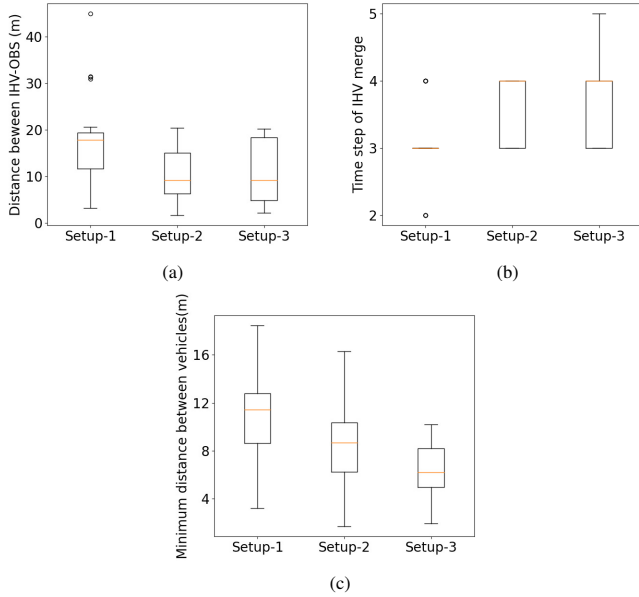 Distance beween IHV-OBS (m)
40
30
20
10
0
Setup-1 Setup-2 Setup-3
(a)
Time step of IHV merge
5
4
3
2
Setup-1 Setup-2 Setup-3
(b)
Minimum distance between vehicles(m)
16
12
8
4
Setup-1 Setup-2 Setup-3
(c)